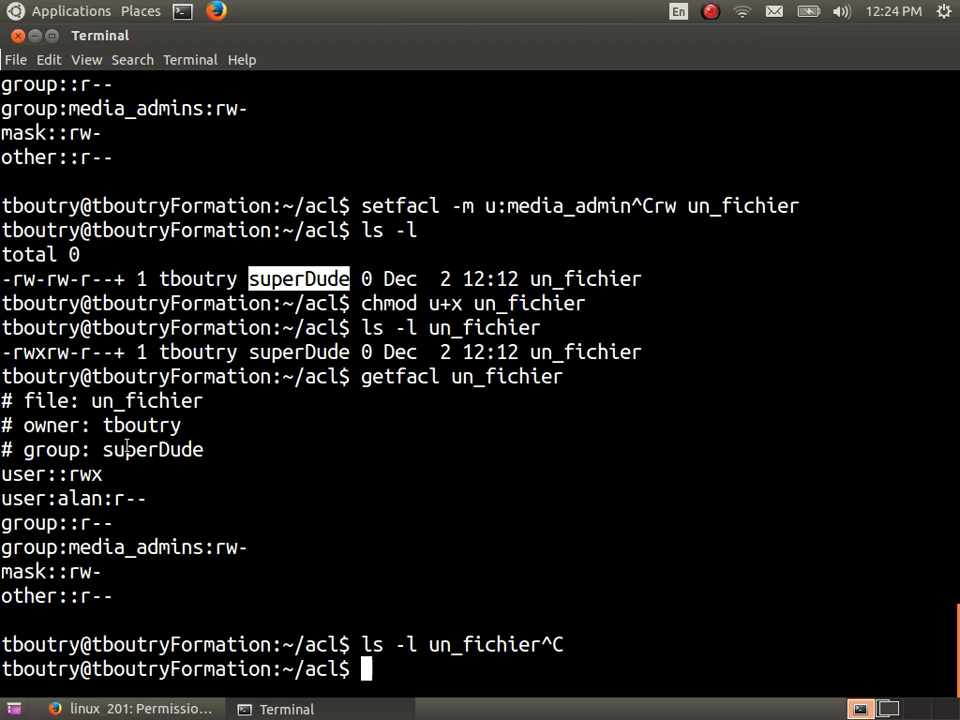 Applications Places En 12:24 PM
Terminal
File Edit View Search Terminal Help
group::r--
group:media_admins:rw-
mask::rw-
other::r--
tboutry@tboutryFormation:~/acl$ setfacl -m u:media_admin^Crw un_fichier
tboutry@tboutryFormation:~/acl$ ls -l
total 0
-rw-rw-r--+ 1 tboutry superDude 0 Dec  2 12:12 un_fichier
tboutry@tboutryFormation:~/acl$ chmod u+x un_fichier
tboutry@tboutryFormation:~/acl$ ls -l un_fichier
-rwxrw-r--+ 1 tboutry superDude 0 Dec  2 12:12 un_fichier
tboutry@tboutryFormation:~/acl$ getfacl un_fichier
# file: un_fichier
# owner: tboutry
# group: superDude
user::rwx
user:alan:r--
group::r--
group:media_admins:rw-
mask::rw-
other::r--
tboutry@tboutryFormation:~/acl$ ls -l un_fichier^C
tboutry@tboutryFormation:~/acl$
linux_201: Permissio... Terminal